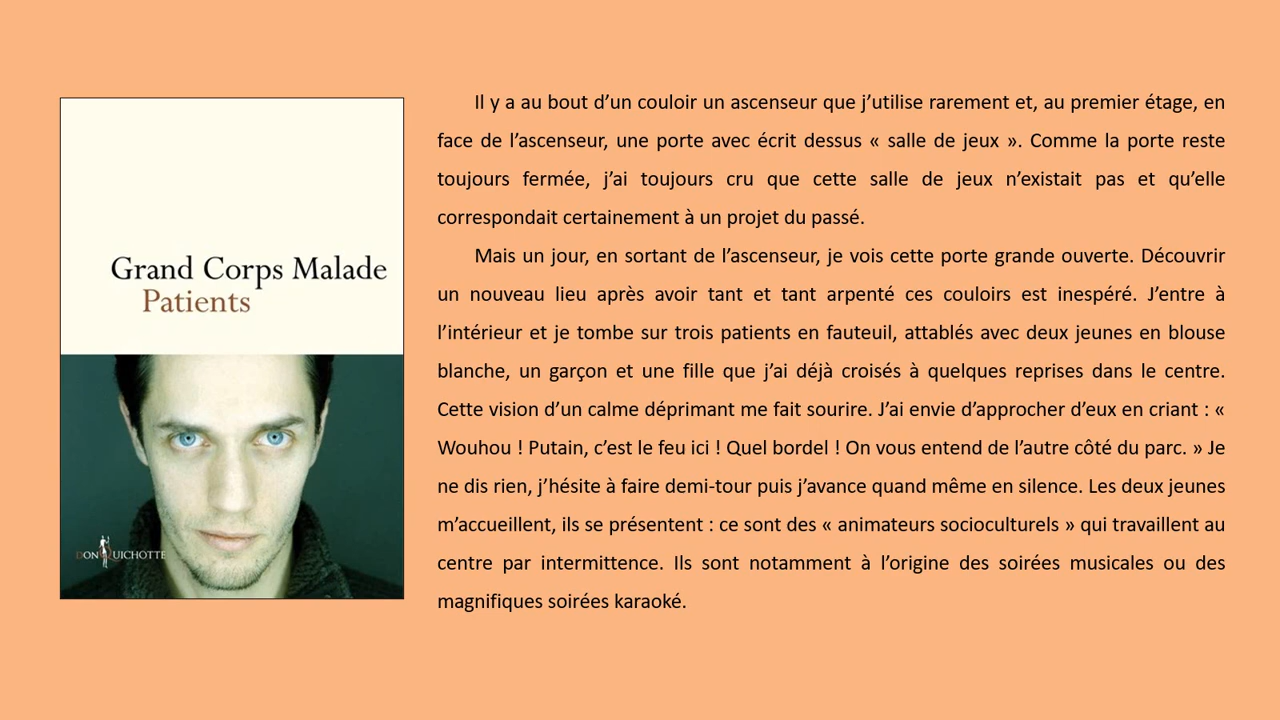 Grand Corps Malade
Patients
DONQUICHOTTE
Il y a au bout d’un couloir un ascenseur que j’utilise rarement et, au premier étage, en
face de l’ascenseur, une porte avec écrit dessus « salle de jeux ». Comme la porte reste
toujours fermée, j’ai toujours cru que cette salle de jeux n’existait pas et qu’elle
correspondait certainement à un projet du passé.
Mais un jour, en sortant de l’ascenseur, je vois cette porte grande ouverte. Découvrir
un nouveau lieu après avoir tant et tant arpenté ces couloirs est inespéré. J’entre à
l’intérieur et je tombe sur trois patients en fauteuil, attablés avec deux jeunes en blouse
blanche, un garçon et une fille que j’ai déjà croisés à quelques reprises dans le centre.
Cette vision d’un calme déprimant me fait sourire. J’ai envie d’approcher d’eux en criant : «
Wouhou ! Putain, c’est le feu ici ! Quel bordel ! On vous entend de l’autre côté du parc. » Je
ne dis rien, j’hésite à faire demi-tour puis j’avance quand même en silence. Les deux jeunes
m’accueillent, ils se présentent : ce sont des « animateurs socioculturels » qui travaillent au
centre par intermittence. Ils sont notamment à l’origine des soirées musicales ou des
magnifiques soirées karaoké.